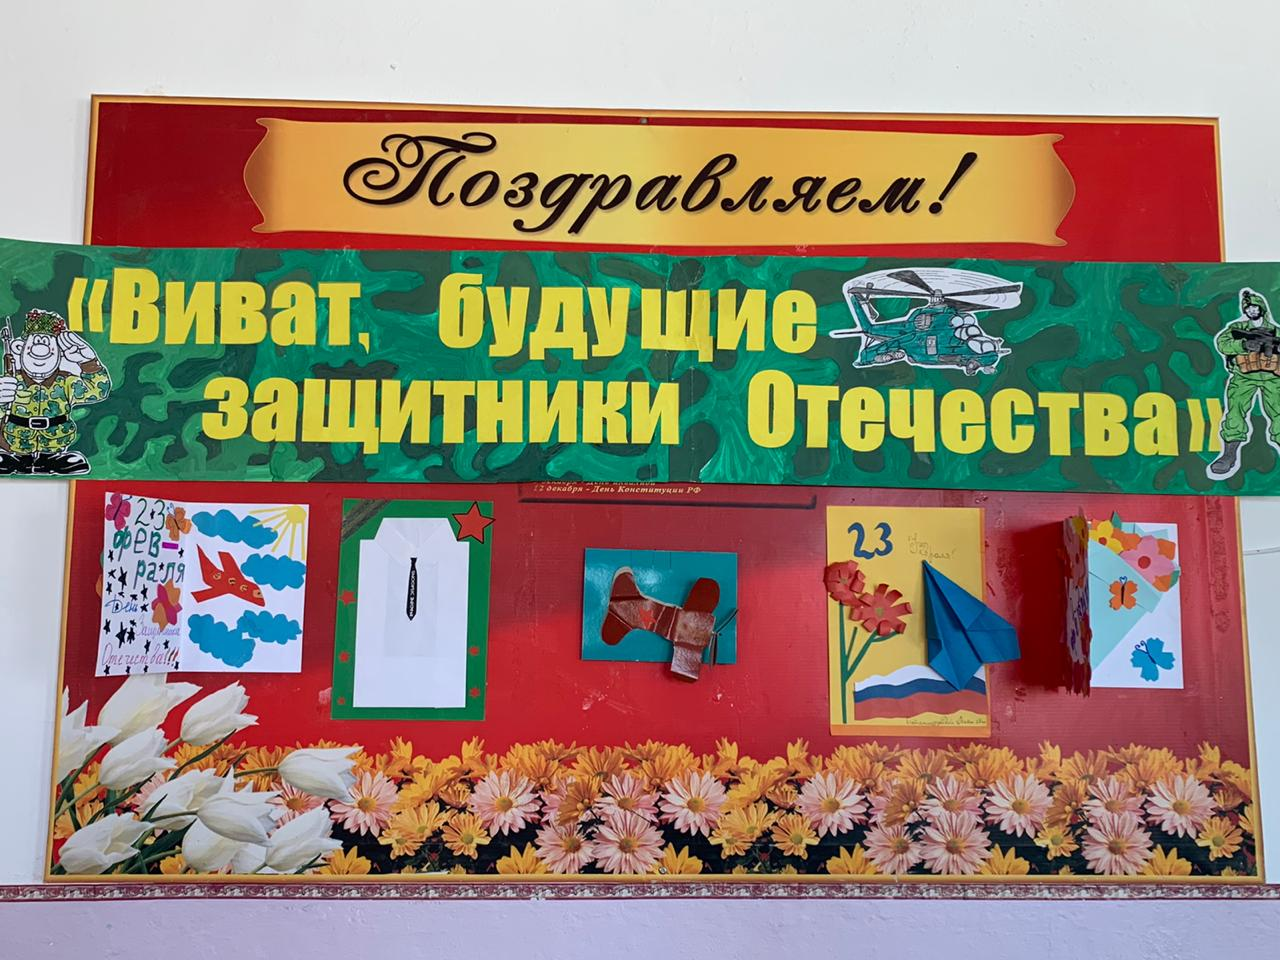 Поздравляем!
«Виват, будущие
защитники Отечества»
12 декабря - День Конституции РФ
23
фев-
раля
День
Защитника
Отечества!!!
23